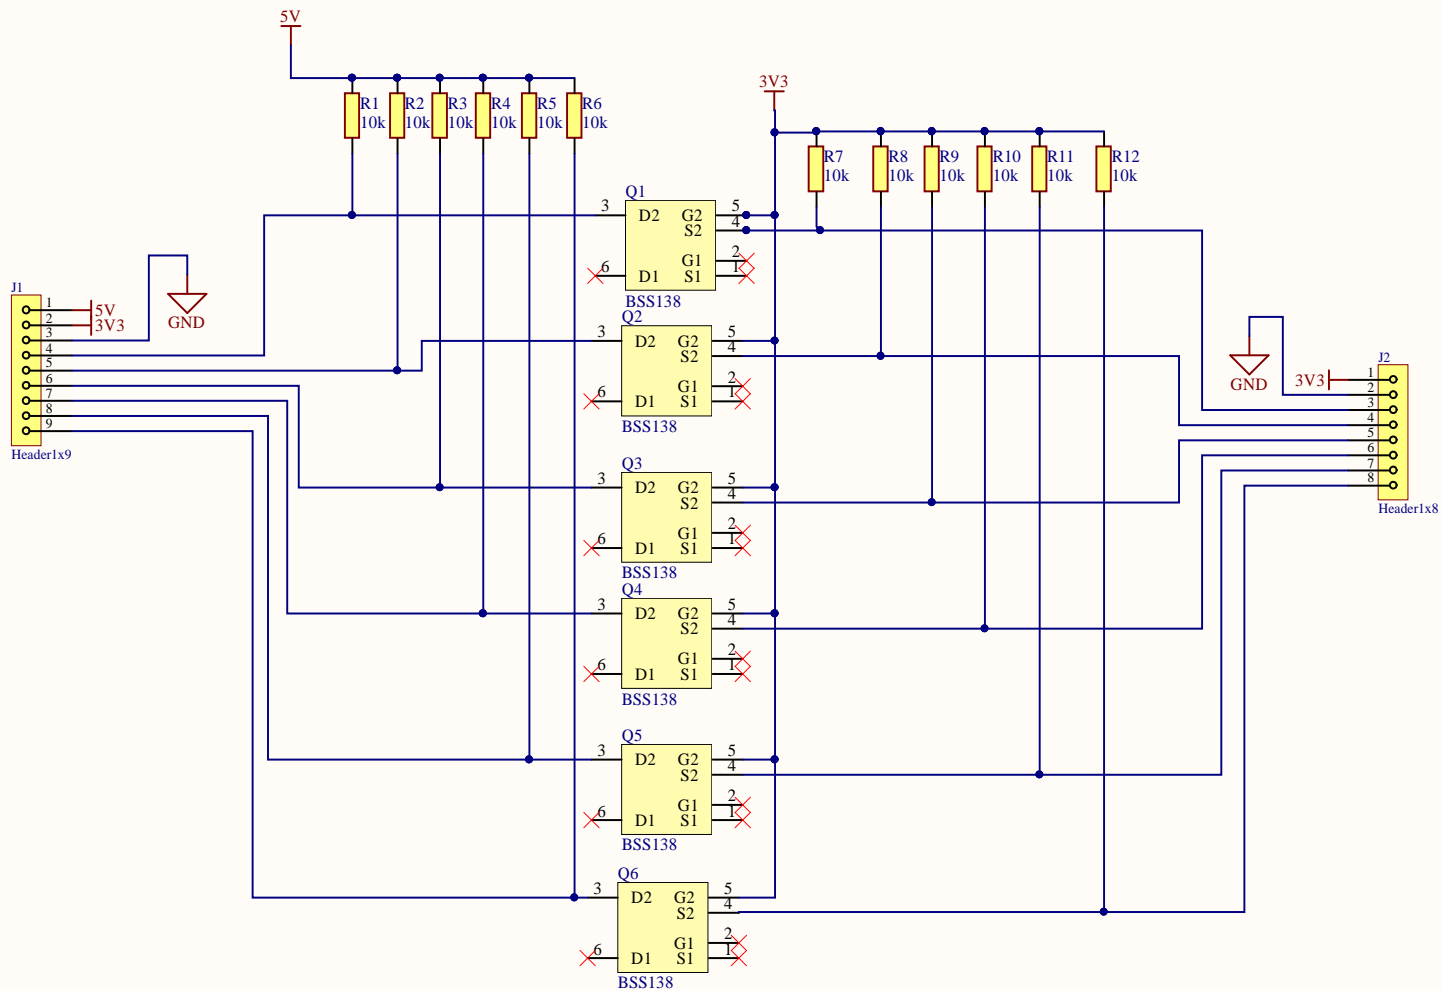 5V
3V3
R1
10k
R2
10k
R3
10k
R4
10k
R5
10k
R6
10k
R7
10k
R8
10k
R9
10k
R10
10k
R11
10k
R12
10k
Q1
3 D2 G2 5
S2 4
G1 2
6 D1 S1 1
BSS138
Q2
3 D2 G2 5
S2 4
G1 2
6 D1 S1 1
BSS138
Q3
3 D2 G2 5
S2 4
G1 2
6 D1 S1 1
BSS138
Q4
3 D2 G2 5
S2 4
G1 2
6 D1 S1 1
BSS138
Q5
3 D2 G2 5
S2 4
G1 2
6 D1 S1 1
BSS138
Q6
3 D2 G2 5
S2 4
G1 2
6 D1 S1 1
BSS138
J1
1 5V
2 3V3
3
4
5
6
7
8
9
Header1x9
GND
GND
J2
3V3 1
2
3
4
5
6
7
8
Header1x8